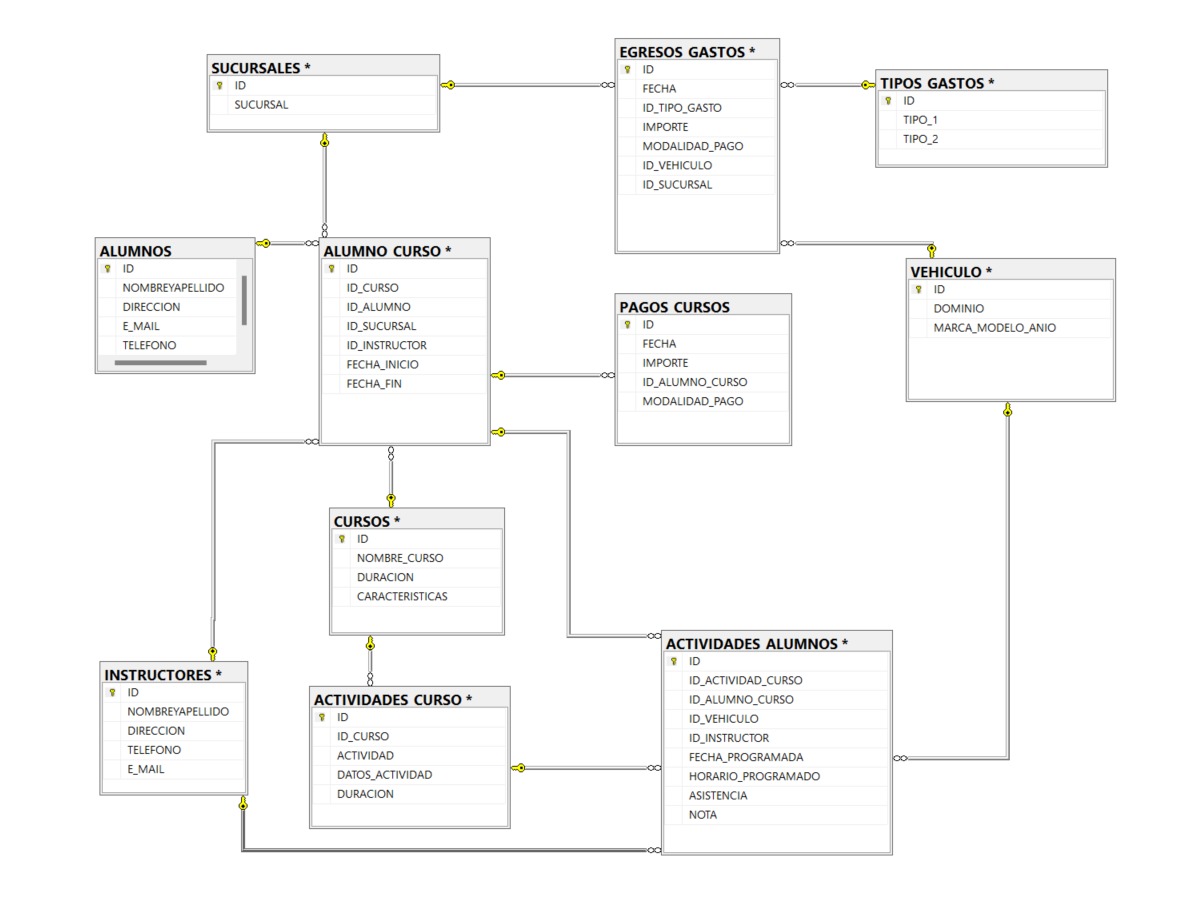 SUCURSALES *
ID
SUCURSAL
EGRESOS GASTOS *
ID
FECHA
ID_TIPO_GASTO
IMPORTE
MODALIDAD_PAGO
ID_VEHICULO
ID_SUCURSAL
TIPOS GASTOS *
ID
TIPO_1
TIPO_2
ALUMNOS
ID
NOMBREYAPELLIDO
DIRECCION
E_MAIL
TELEFONO
ALUMNO CURSO *
ID
ID_CURSO
ID_ALUMNO
ID_SUCURSAL
ID_INSTRUCTOR
FECHA_INICIO
FECHA_FIN
PAGOS CURSOS
ID
FECHA
IMPORTE
ID_ALUMNO_CURSO
MODALIDAD_PAGO
VEHICULO *
ID
DOMINIO
MARCA_MODELO_ANIO
CURSOS *
ID
NOMBRE_CURSO
DURACION
CARACTERISTICAS
INSTRUCTORES *
ID
NOMBREYAPELLIDO
DIRECCION
TELEFONO
E_MAIL
ACTIVIDADES CURSO *
ID
ID_CURSO
ACTIVIDAD
DATOS_ACTIVIDAD
DURACION
ACTIVIDADES ALUMNOS *
ID
ID_ACTIVIDAD_CURSO
ID_ALUMNO_CURSO
ID_VEHICULO
ID_INSTRUCTOR
FECHA_PROGRAMADA
HORARIO_PROGRAMADO
ASISTENCIA
NOTA